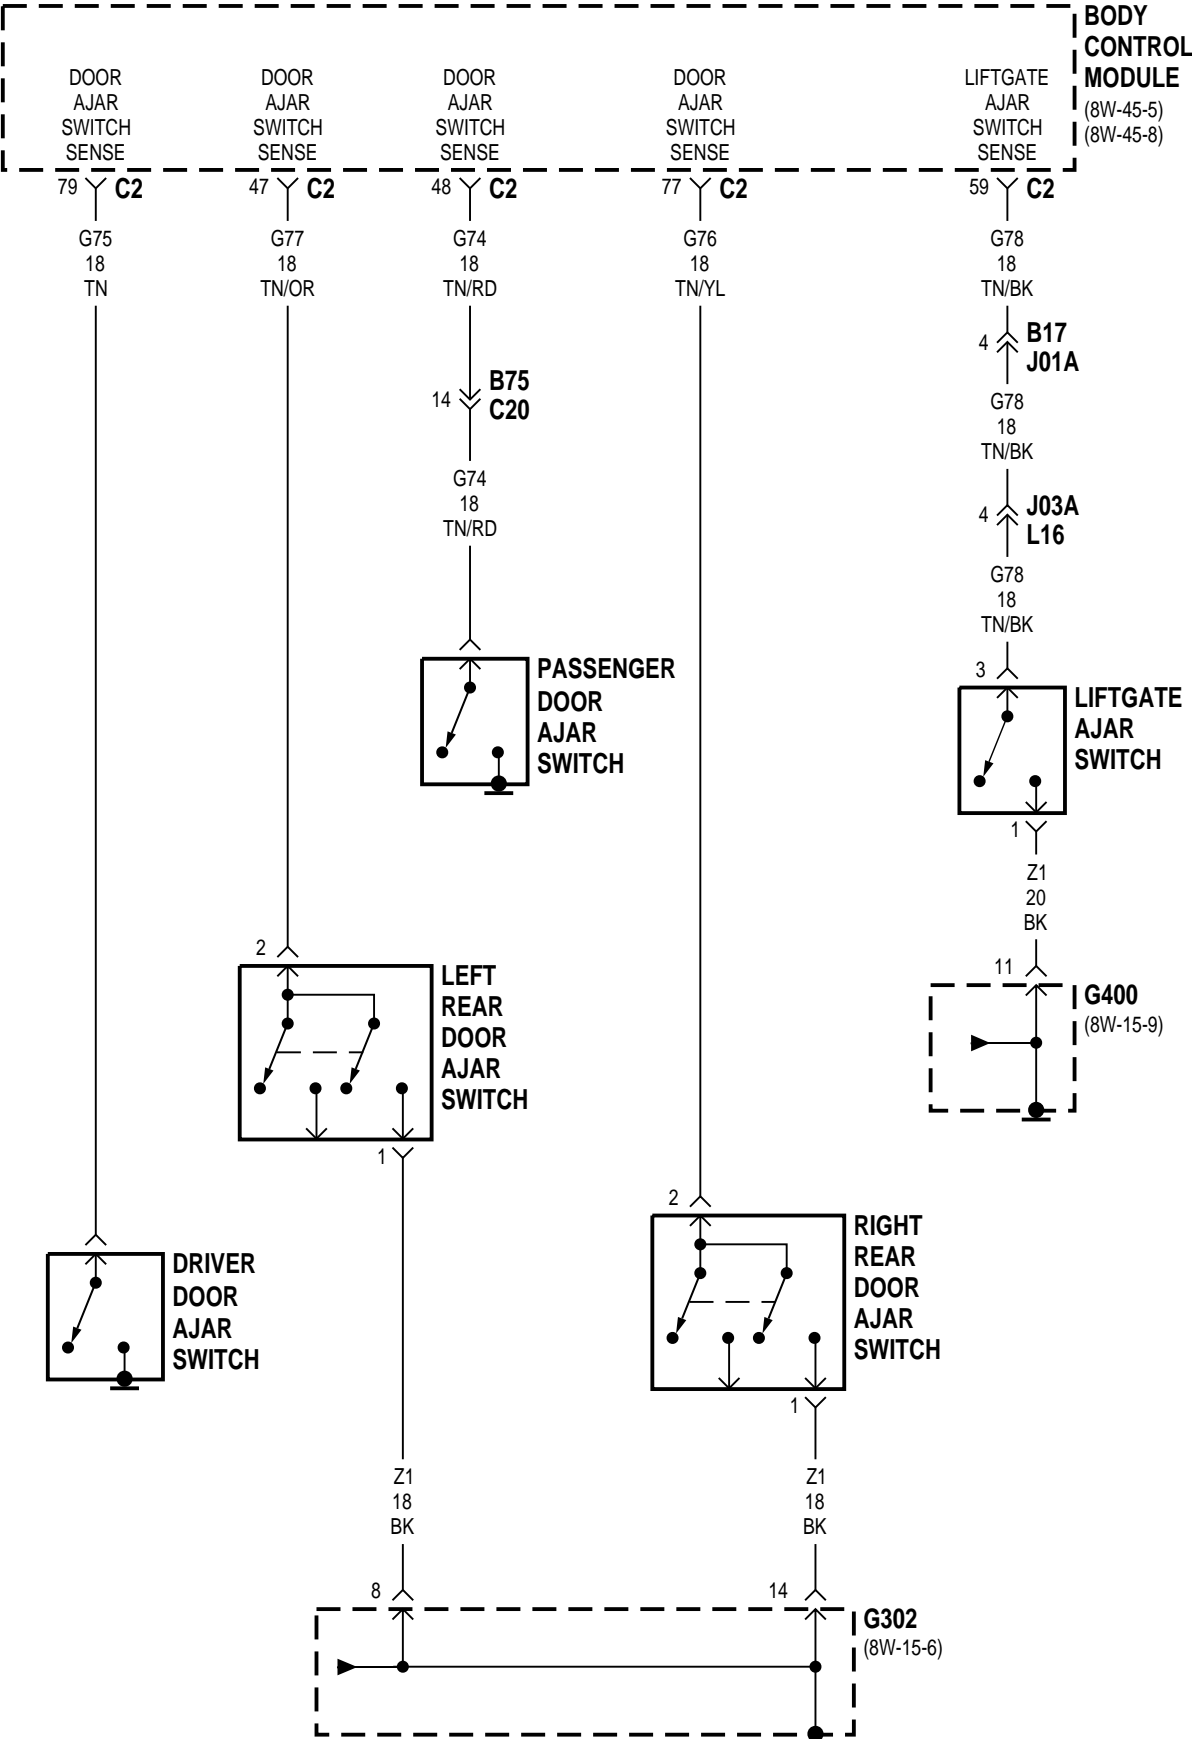 BODY
CONTROL
MODULE
(8W-45-5)
(8W-45-8)
DOOR
AJAR
SWITCH
SENSE
DOOR
AJAR
SWITCH
SENSE
DOOR
AJAR
SWITCH
SENSE
DOOR
AJAR
SWITCH
SENSE
LIFTGATE
AJAR
SWITCH
SENSE
79 C2
47 C2
48 C2
77 C2
59 C2
G75
18
TN
G77
18
TN/OR
G74
18
TN/RD
G76
18
TN/YL
G78
18
TN/BK
4 B17
J01A
14 B75
C20
G78
18
TN/BK
G74
18
TN/RD
4 J03A
L16
G78
18
TN/BK
PASSENGER
DOOR
AJAR
SWITCH
3
LIFTGATE
AJAR
SWITCH
1
Z1
20
BK
2
LEFT
REAR
DOOR
AJAR
SWITCH
1
11
G400
(8W-15-9)
2
RIGHT
REAR
DOOR
AJAR
SWITCH
1
DRIVER
DOOR
AJAR
SWITCH
Z1
18
BK
Z1
18
BK
8
14
G302
(8W-15-6)